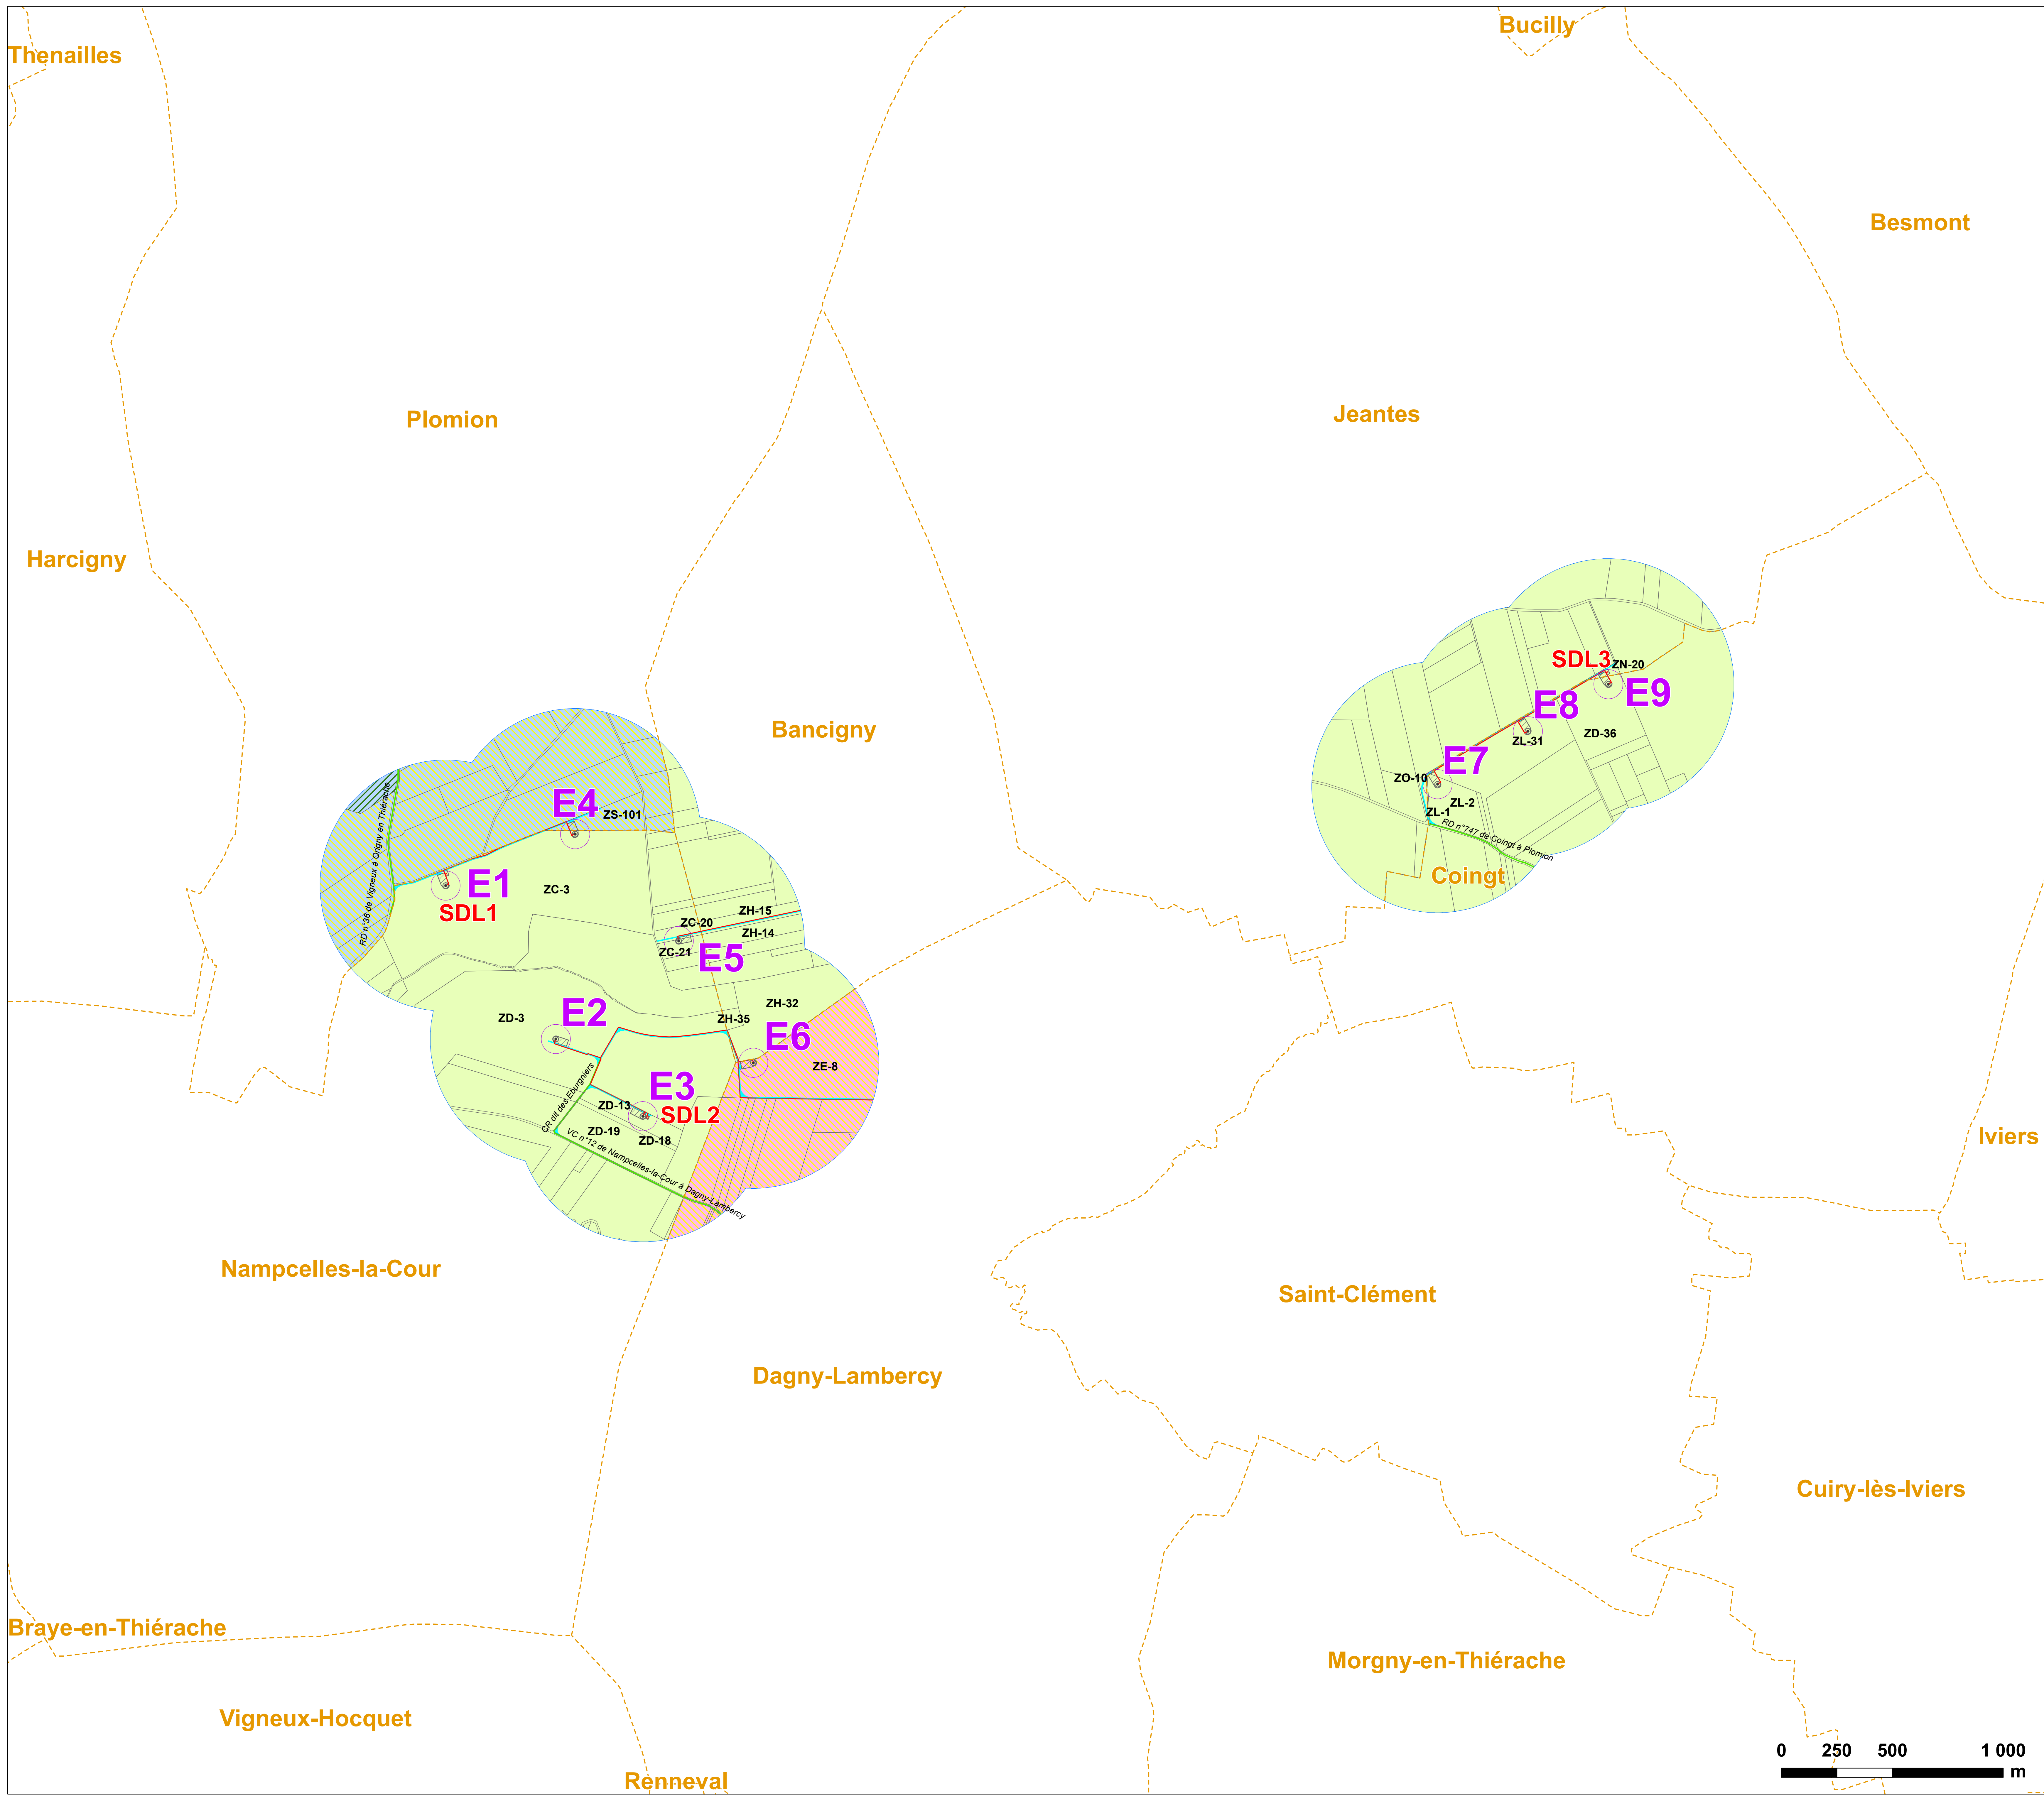 Bucilly
Thenailles
Besmont
Jeantes
Plomion
Harcigny
SDL3
ZN-20
E9
E8
Bancigny
ZD-36
ZL-31
E7
ZO-10
E4
ZL-2
ZL-1
ZS-101
RD n°747 de Coingt à Plomion
RD n°36 de Vigneux à Origny en Thiérache
Coingt
E1
ZC-3
SDL1
ZH-15
ZC-20
ZH-14
ZC-21
E5
ZH-32
E2
ZD-3
ZH-35
E6
ZE-8
E3
CR dit des Eburgniers
ZD-13
SDL2
ZD-19
ZD-18
VC n°12 de Nampcelles-la-Cour à Dagny-Lambercy
Iviers
Nampcelles-la-Cour
Saint-Clément
Dagny-Lambercy
Cuiry-lès-Iviers
Braye-en-Thiérache
Morgny-en-Thiérache
Vigneux-Hocquet
Renneval
0 250 500 1 000
m